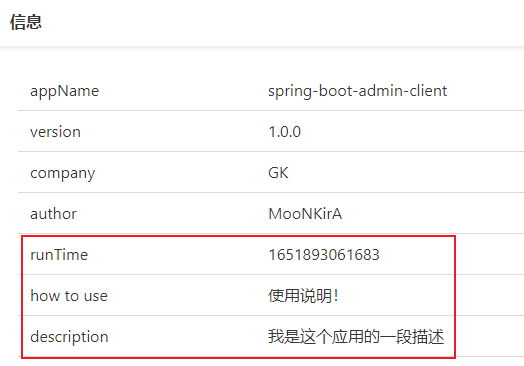 信息
appName spring-boot-admin-client
version 1.0.0
company GK
author MooNKirA
runTime 1651893061683
how to use 使用说明！
description 我是这个应用的一段描述